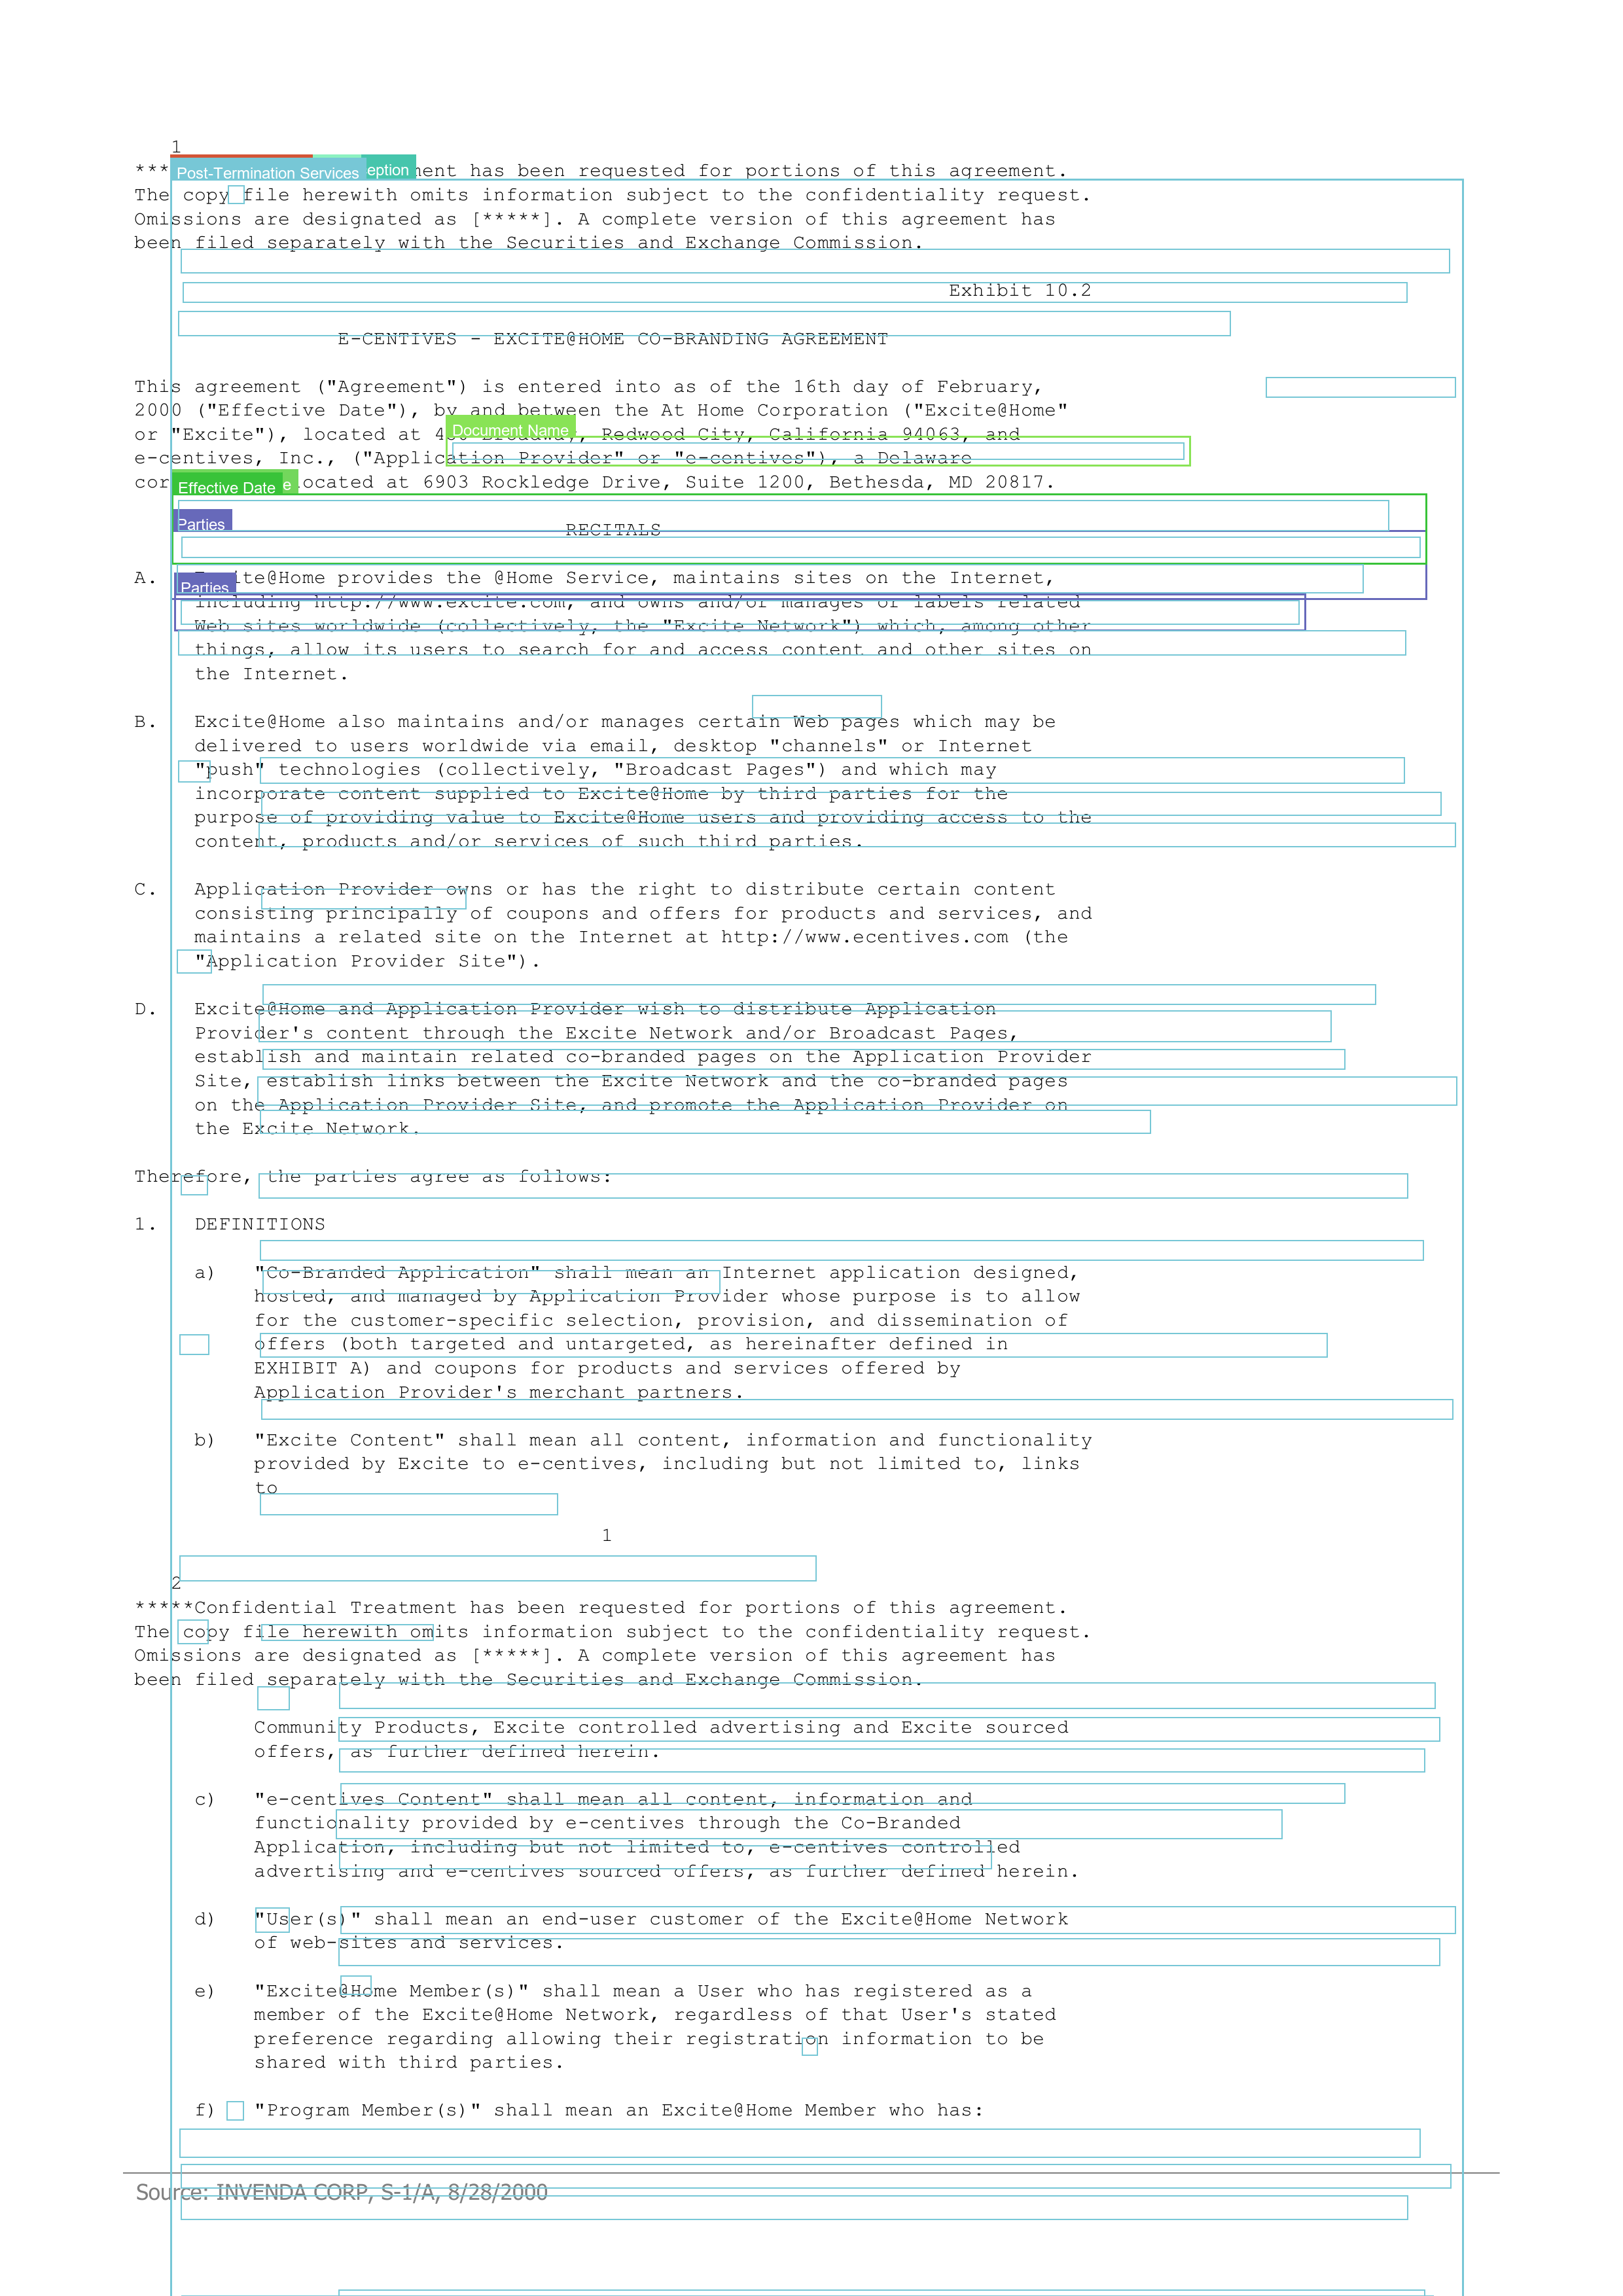 1
*** Post-Termination Services eption ment has been requested for portions of this agreement.
The copy file herewith omits information subject to the confidentiality request.
Omissions are designated as [*****]. A complete version of this agreement has
been filed separately with the Securities and Exchange Commission.
Exhibit 10.2
E-CENTIVES - EXCITE@HOME CO-BRANDING AGREEMENT
This agreement ("Agreement") is entered into as of the 16th day of February,
2000 ("Effective Date"), by and between the At Home Corporation ("Excite@Home"
Document Name
or "Excite"), located at Broadway, Redwood City, California 94063, and
e-centives, Inc., ("Application Provider" or "e-centives"), a Delaware
cor Effective Date e located at 6903 Rockledge Drive, Suite 1200, Bethesda, MD 20817.
Parties
RECITALS
A. Excite@Home provides the @Home Service, maintains sites on the Internet,
Parties
including http://www.excite.com, and owns and/or manages or labels related
Web sites worldwide (collectively, the "Excite Network") which, among other
things, allow its users to search for and access content and other sites on
the Internet.
B. Excite@Home also maintains and/or manages certain Web pages which may be
delivered to users worldwide via email, desktop "channels" or Internet
"push" technologies (collectively, "Broadcast Pages") and which may
incorporate content supplied to Excite@Home by third parties for the
purpose of providing value to Excite@Home users and providing access to the
content, products and/or services of such third parties.
C. Application Provider owns or has the right to distribute certain content
consisting principally of coupons and offers for products and services, and
maintains a related site on the Internet at http://www.ecentives.com (the
"Application Provider Site").
D. Excite@Home and Application Provider wish to distribute Application
Provider's content through the Excite Network and/or Broadcast Pages,
establish and maintain related co-branded pages on the Application Provider
Site, establish links between the Excite Network and the co-branded pages
on the Application Provider Site, and promote the Application Provider on
the Excite Network.
Therefore, the parties agree as follows:
1. DEFINITIONS
a) "Co-Branded Application" shall mean an Internet application designed,
hosted, and managed by Application Provider whose purpose is to allow
for the customer-specific selection, provision, and dissemination of
offers (both targeted and untargeted, as hereinafter defined in
EXHIBIT A) and coupons for products and services offered by
Application Provider's merchant partners.
b) "Excite Content" shall mean all content, information and functionality
provided by Excite to e-centives, including but not limited to, links
to
1
2
*****Confidential Treatment has been requested for portions of this agreement.
The copy file herewith omits information subject to the confidentiality request.
Omissions are designated as [*****]. A complete version of this agreement has
been filed separately with the Securities and Exchange Commission.
Community Products, Excite controlled advertising and Excite sourced
offers, as further defined herein.
c) "e-centives Content" shall mean all content, information and
functionality provided by e-centives through the Co-Branded
Application, including but not limited to, e-centives controlled
advertising and e-centives sourced offers, as further defined herein.
d) "User(s)" shall mean an end-user customer of the Excite@Home Network
of web-sites and services.
e) "Excite@Home Member(s)" shall mean a User who has registered as a
member of the Excite@Home Network, regardless of that User's stated
preference regarding allowing their registration information to be
shared with third parties.
f) "Program Member(s)" shall mean an Excite@Home Member who has:
Source: INVENDA CORP, S-1/A, 8/28/2000